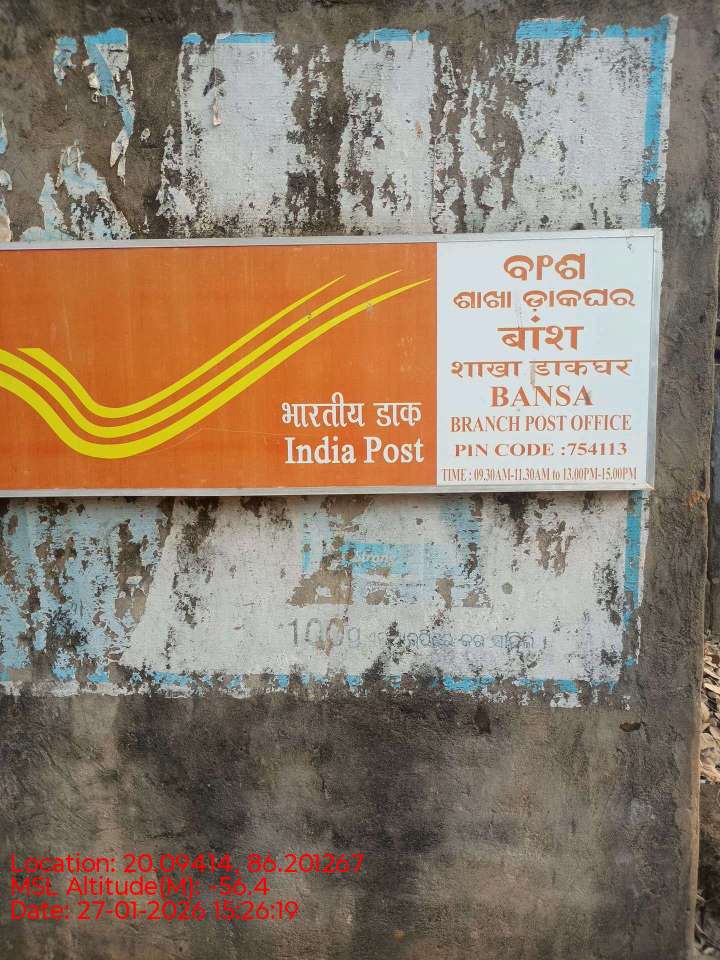 ବାଂଶ
ଶାଖା ଡ଼ାକଘର
बांश
शाखा डाकघर
BANSA
BRANCH POST OFFICE
PIN CODE :754113
TIME : 09.30AM-11.30AM to 13.00PM-15.00PM
भारतीय डाक
India Post
strong
100g
Location: 20.09414, 86.201267
MSL Altitude(M): -56.4
Date: 27-01-2026 15:26:19